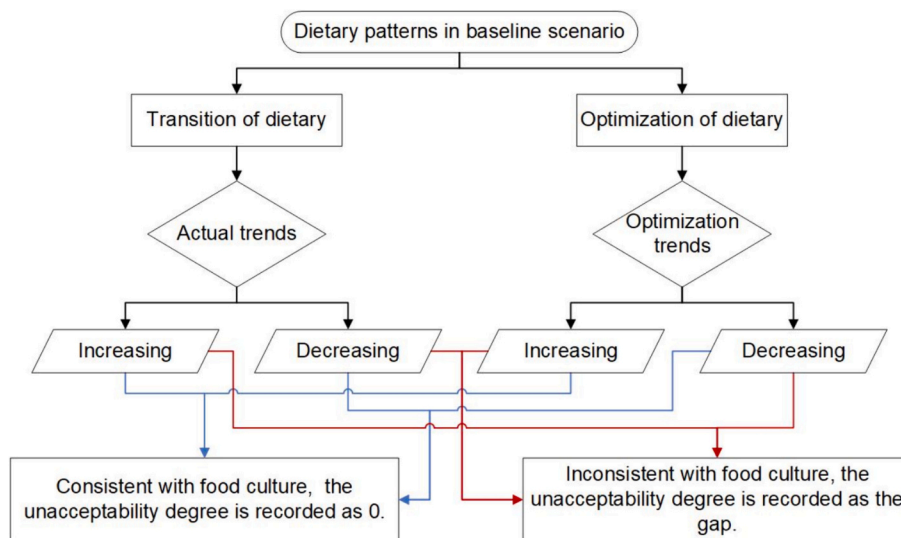 Dietary patterns in baseline scenario
Transition of dietary
Optimization of dietary
Actual trends
Optimization
trends
Increasing
Decreasing
Increasing
Decreasing
Consistent with food culture, the
unacceptability degree is recorded as 0.
Inconsistent with food culture, the
unacceptability degree is recorded as the
gap.